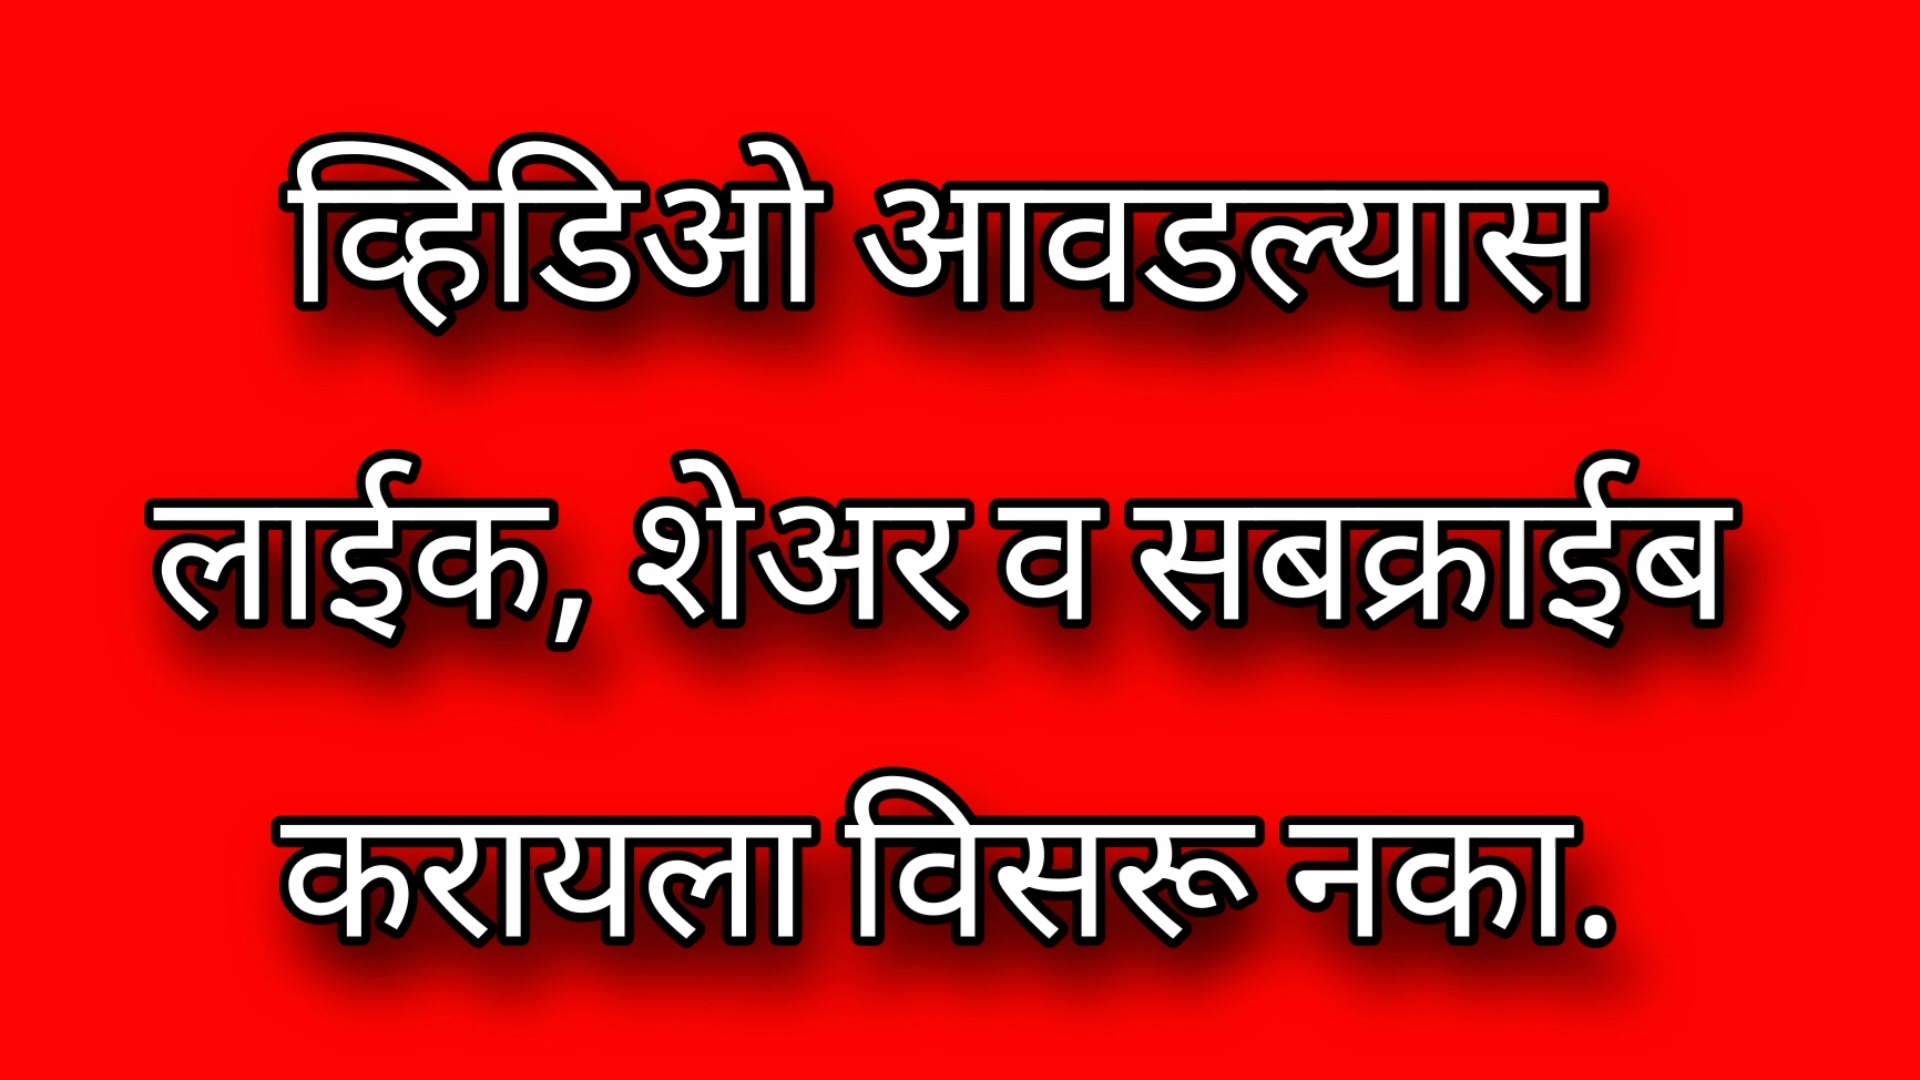 व्हिडिओ आवडल्यास
लाईक, शेअर व सबक्राईब
करायला विसरू नका.